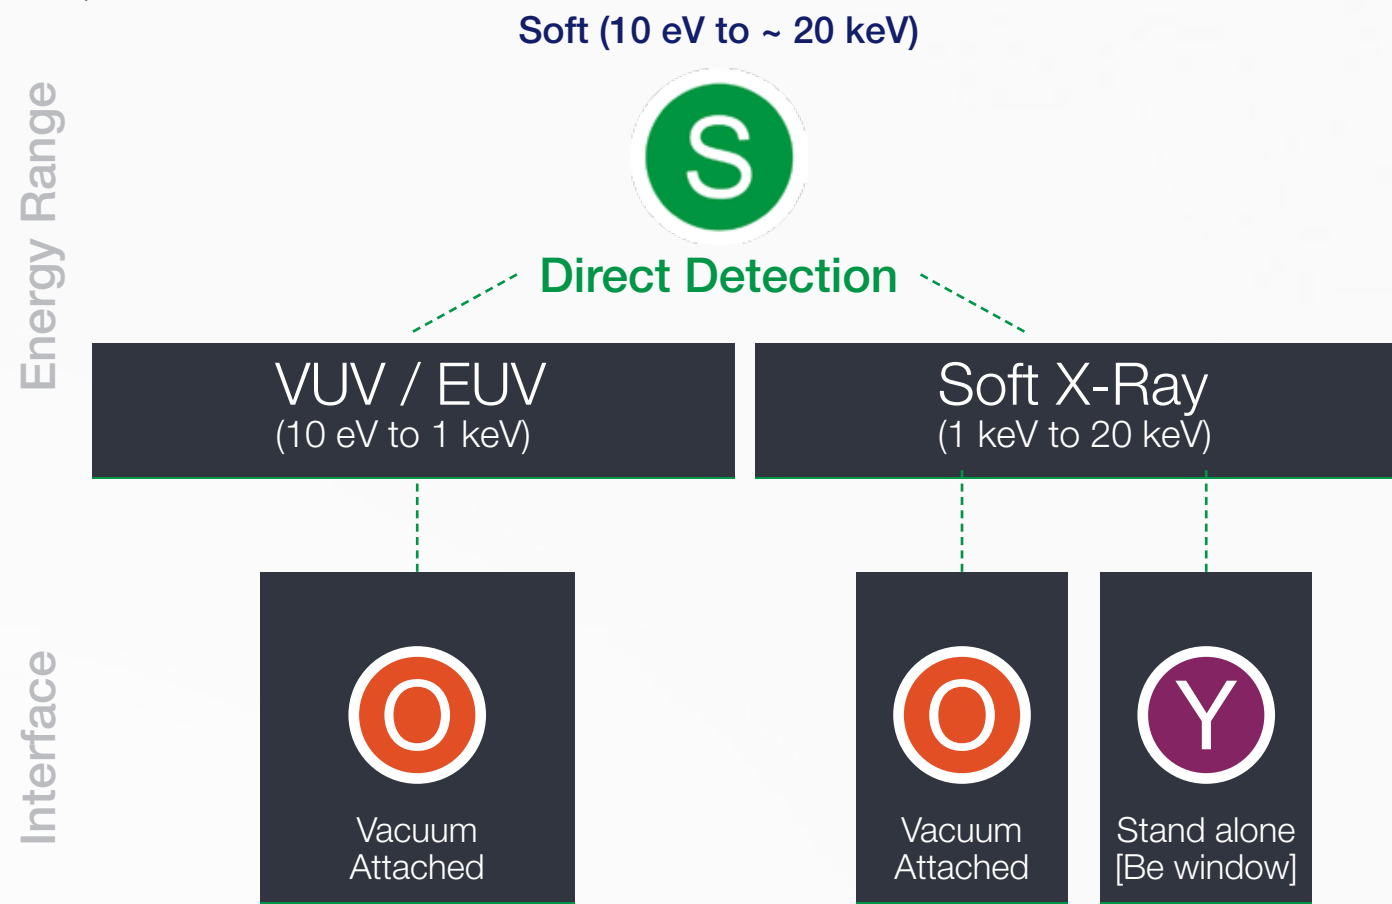 Soft (10 eV to ~ 20 keV)
Energy Range
S
Direct Detection
VUV / EUV
(10 eV to 1 keV)
Soft X-Ray
(1 keV to 20 keV)
Interface
O
Vacuum
Attached
O
Vacuum
Attached
Y
Stand alone
[Be window]